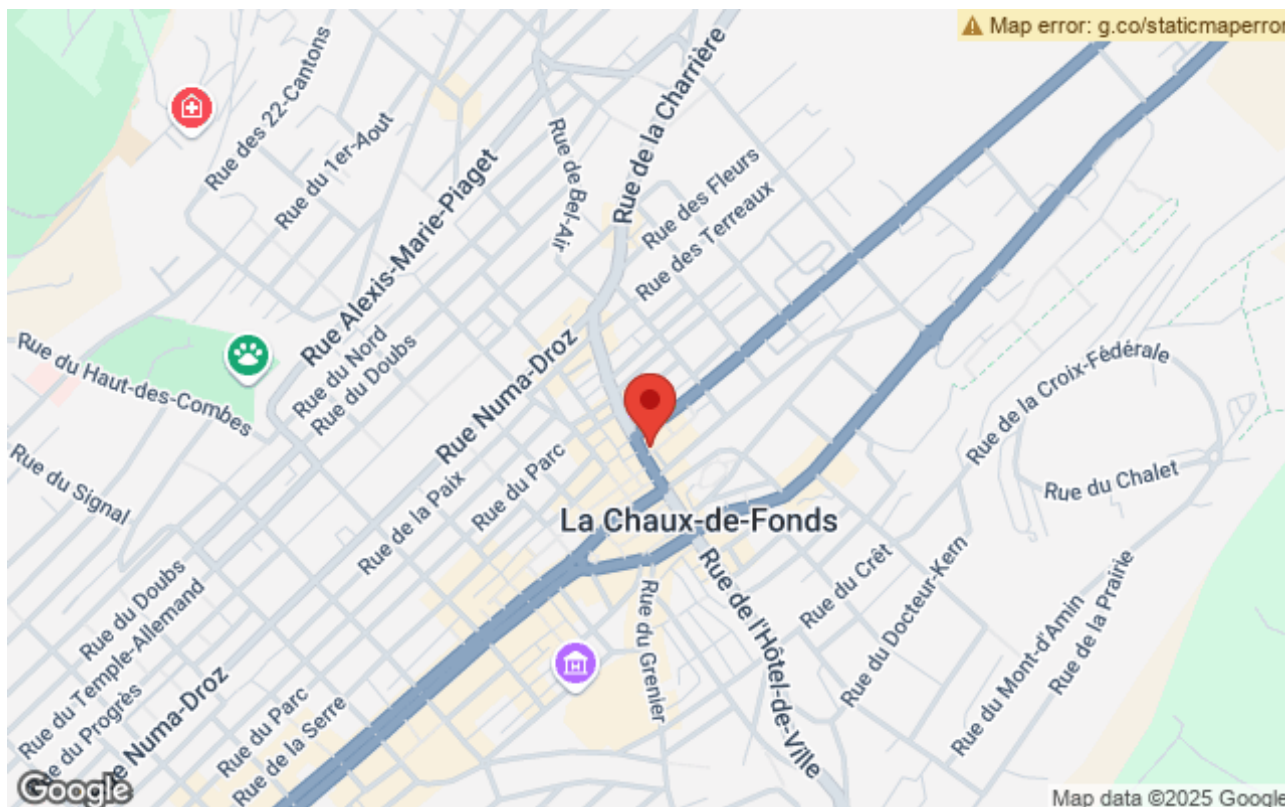 Map error: g.co/staticmaperror
Rue de la Charrière
Rue des 22-Cantons
Rue du 1er-Aout
Rue de Bel-Air
Rue des Fleurs
Rue des Terreaux
Rue Alexis-Marie-Piaget
Rue du Haut-des-Combes
Rue du Nord
Rue du Doubs
Rue Numa-Droz
Rue de la Croix-Fédérale
Rue du Signal
Rue de la Paix
Rue du Parc
Rue du Chalet
La Chaux-de-Fonds
Rue du Doubs
Rue du Temple-Allemand
Rue du Progrès
Rue Numa-Droz
Rue du Parc
Rue de la Serre
Rue du Grenier
Rue de l'Hôtel-de-Ville
Rue du Crêt
Rue du Docteur-Kern
Rue du Mont-d'Amin
Rue de la Prairie
Google
Map data ©2025 Google